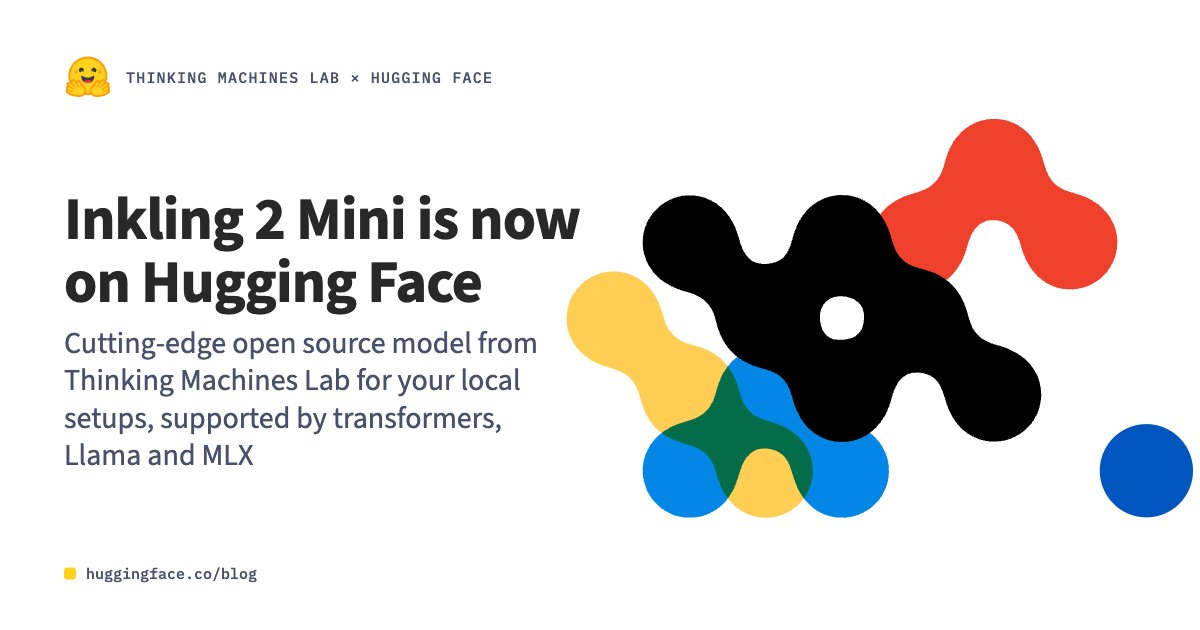 THINKING MACHINES LAB × HUGGING FACE
Inkling 2 Mini is now
on Hugging Face
Cutting-edge open source model from
Thinking Machines Lab for your local
setups, supported by transformers,
Llama and MLX
huggingface.co/blog